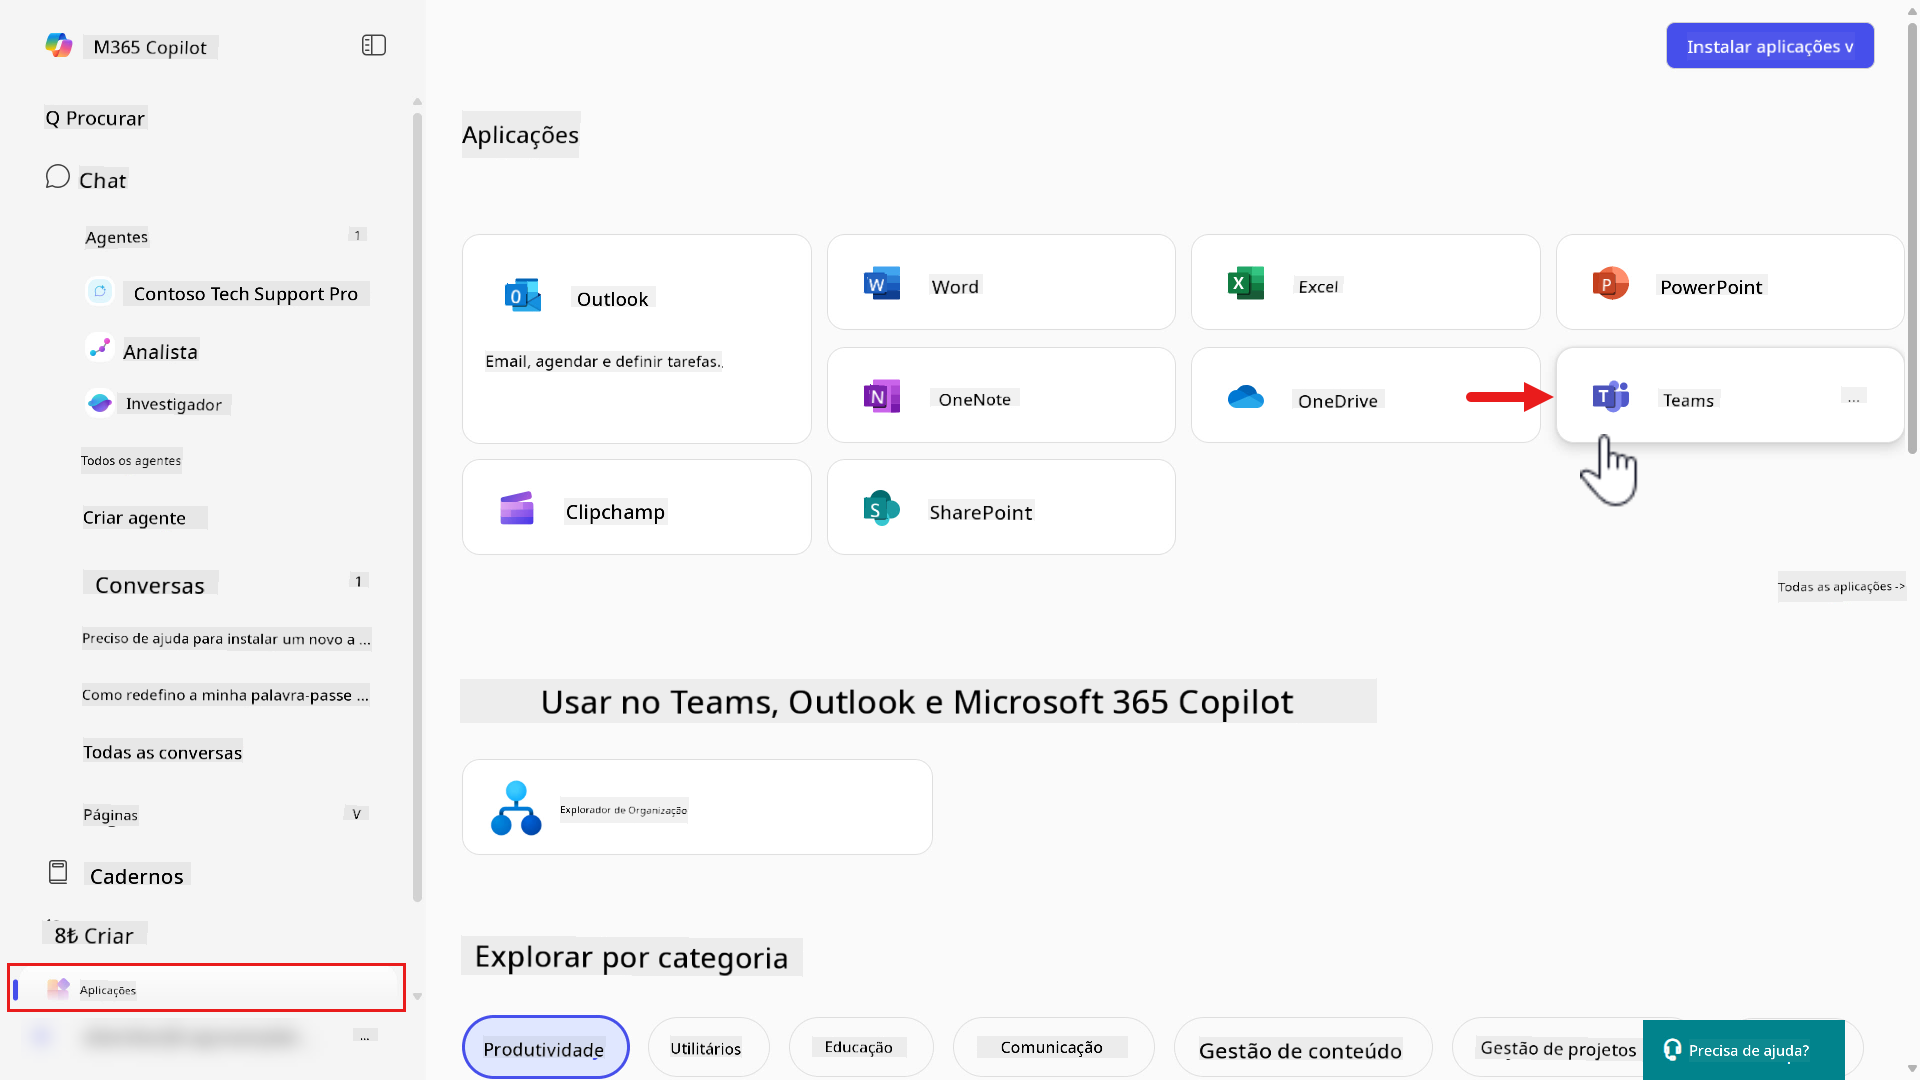 M365 Copilot
Q Procurar
Chat
Agentes 1
Contoso Tech Support Pro
Analista
Investigador
Todos os agentes
Criar agente
Conversas 1
Preciso de ajuda para instalar um novo a ...
Como redefino a minha palavra-passe ...
Todas as conversas
Páginas V
Cadernos
8₺ Criar
Aplicações
...
Instalar aplicações v
Aplicações
Outlook
Email, agendar e definir tarefas..
Word
Excel
PowerPoint
OneNote
OneDrive
Teams ...
Clipchamp
SharePoint
Todas as aplicações ->
Usar no Teams, Outlook e Microsoft 365 Copilot
Explorador de Organização
Explorar por categoria
Produtividade
Utilitários
Educação
Comunicação
Gestão de conteúdo
Gestão de projetos
Precisa de ajuda?